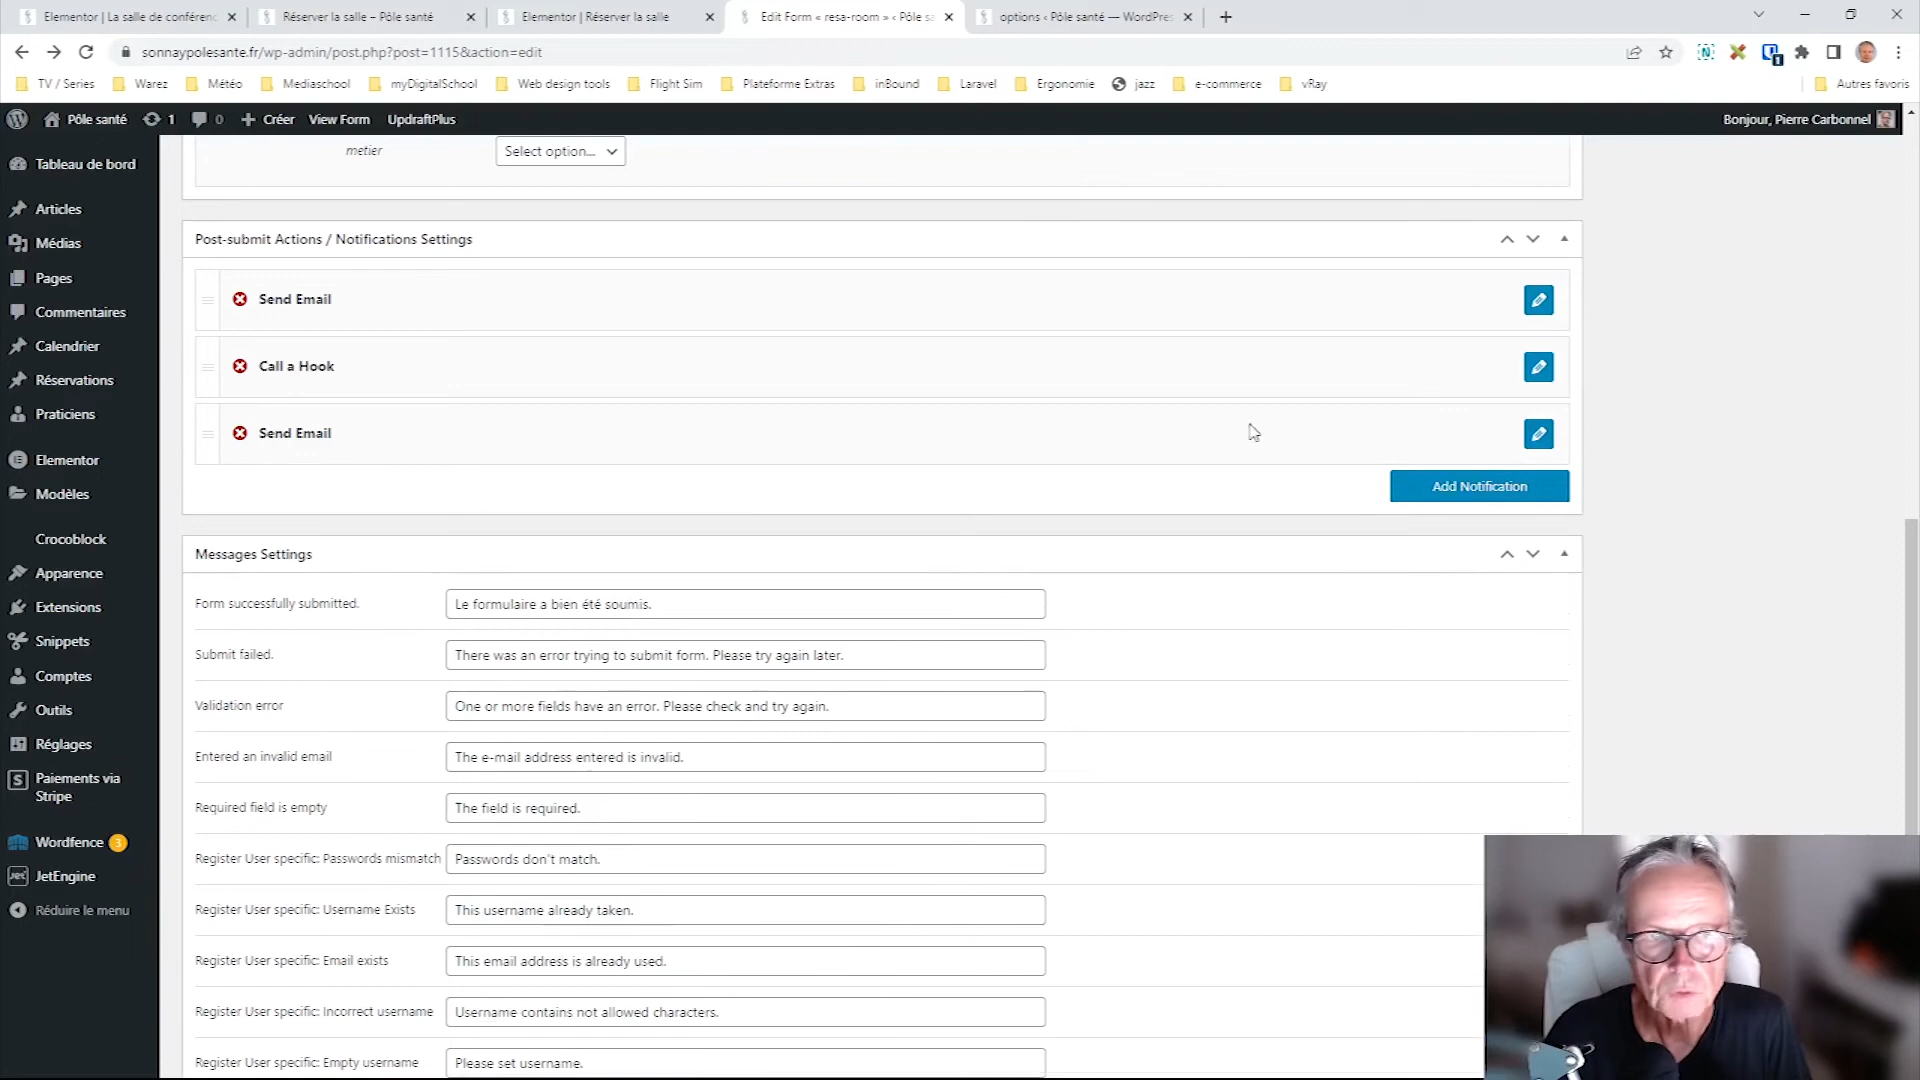 Elementor | La salle de conférenc
Réserver la salle – Pôle santé
Elementor | Réserver la salle
Edit Form « resa-room » ‹ Pôle sa
options ‹ Pôle santé — WordPres
sonnaypolesante.fr/wp-admin/post.php?post=1115&action=edit
TV / Series
Warez
Météo
Mediaschool
myDigitalSchool
Web design tools
Flight Sim
Plateforme Extras
inBound
Laravel
Ergonomie
jazz
e-commerce
vRay
Autres favoris
Pôle santé
1
0
Créer
View Form
UpdraftPlus
Bonjour, Pierre Carbonnel
Tableau de bord
Articles
Médias
Pages
Commentaires
Calendrier
Réservations
Praticiens
Elementor
Modèles
Crocoblock
Apparence
Extensions
Snippets
Comptes
Outils
Réglages
Paiements via
Stripe
Wordfence 3
JetEngine
Réduire le menu
metier
Select option...
Post-submit Actions / Notifications Settings
Send Email
Call a Hook
Send Email
Add Notification
Messages Settings
Form successfully submitted.
Le formulaire a bien été soumis.
Submit failed.
There was an error trying to submit form. Please try again later.
Validation error
One or more fields have an error. Please check and try again.
Entered an invalid email
The e-mail address entered is invalid.
Required field is empty
The field is required.
Register User specific: Passwords mismatch
Passwords don't match.
Register User specific: Username Exists
This username already taken.
Register User specific: Email exists
This email address is already used.
Register User specific: Incorrect username
Username contains not allowed characters.
Register User specific: Empty username
Please set username.